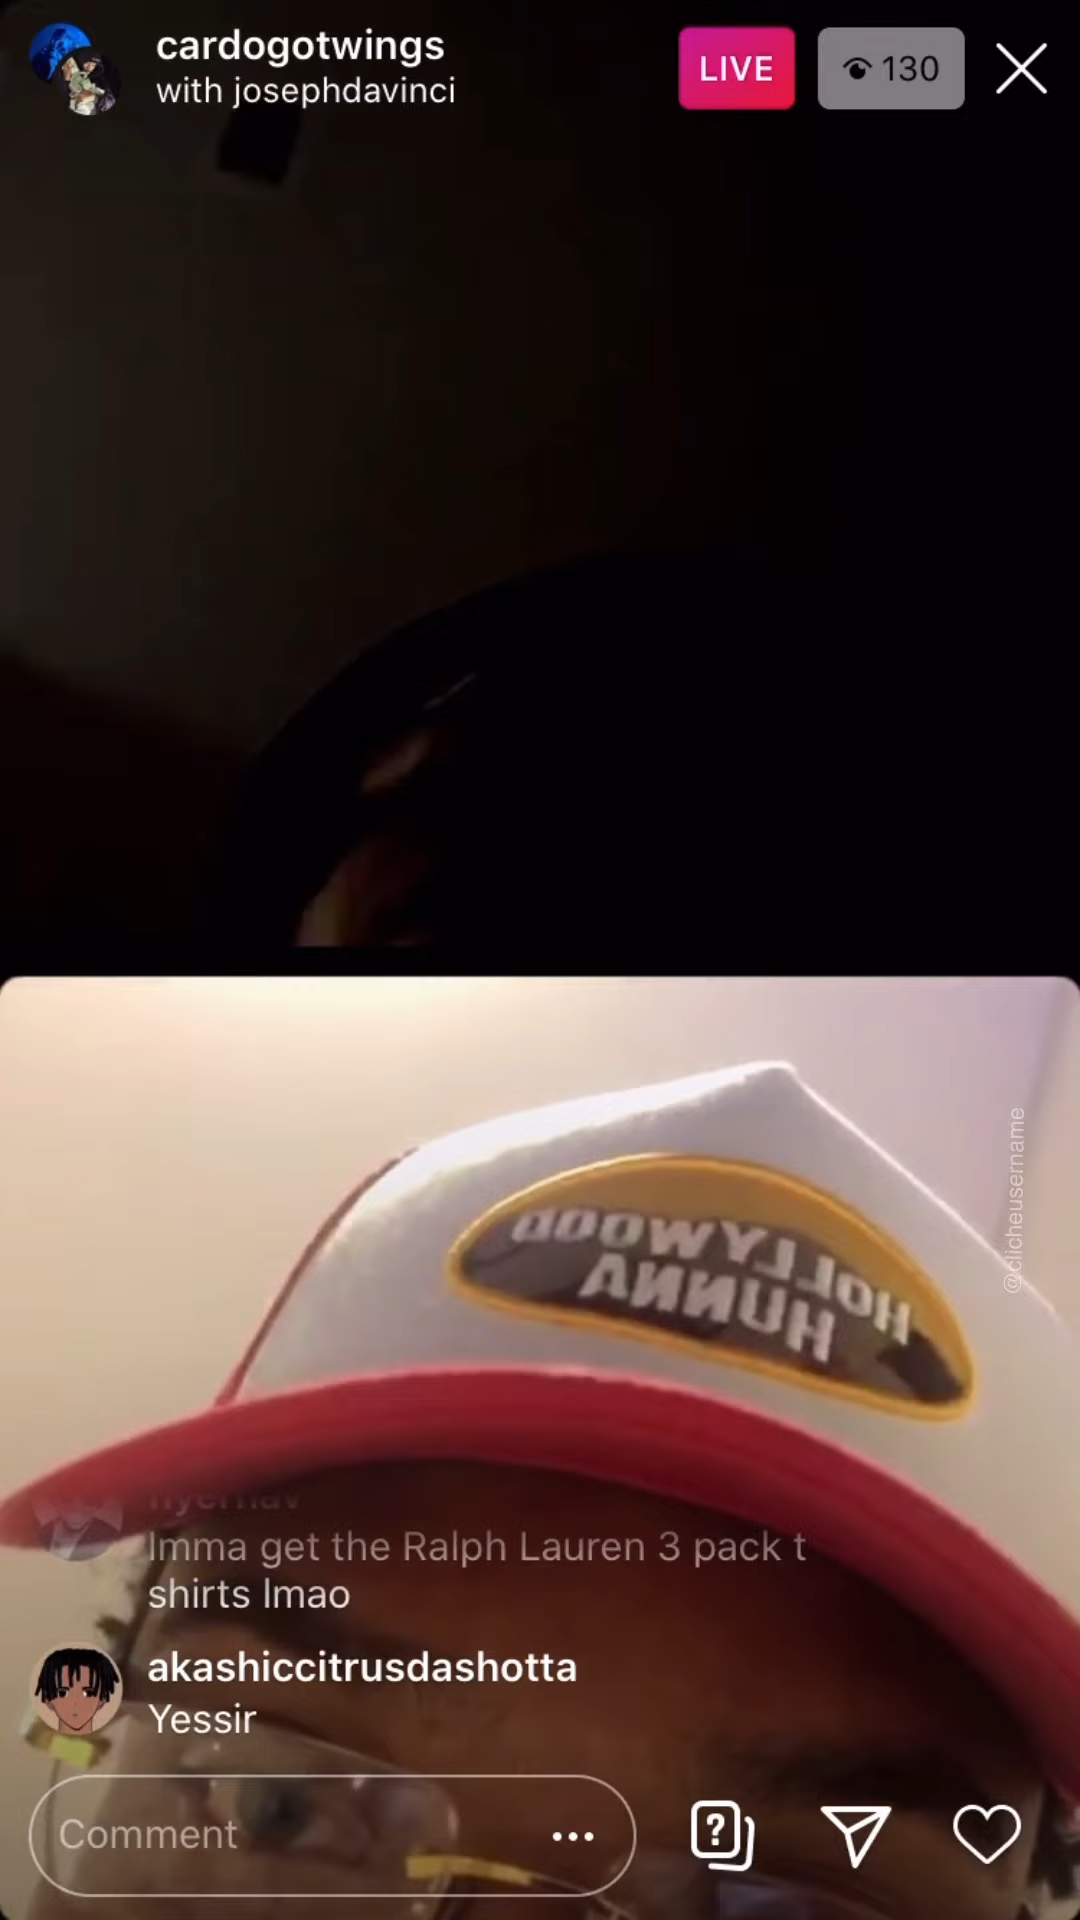 cardogotwings
with josephdavinci
LIVE
130
@clicheusername
HOLLYWOOD
HUNNA
Imma get the Ralph Lauren 3 pack t
shirts lmao
akashiccitrusdashotta
Yessir
Comment